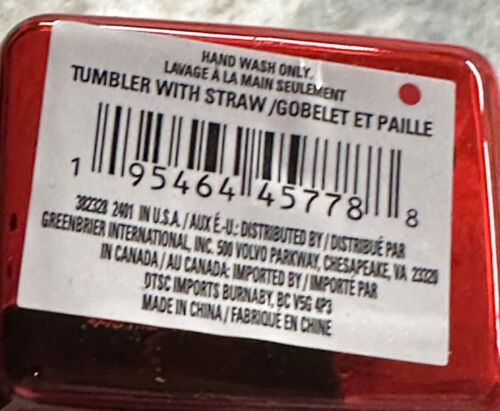 HAND WASH ONLY.
LAVAGE À LA MAIN SEULEMENT
TUMBLER WITH STRAW/GOBELET ET PAILLE
1 95464 45778 8
382328 2401 IN U.S.A. / AUX É.-U.: DISTRIBUTED BY / DISTRIBUÉ PAR
GREENBRIER INTERNATIONAL, INC. 500 VOLVO PARKWAY, CHESAPEAKE, VA 23320
IN CANADA / AU CANADA: IMPORTED BY / IMPORTÉ PAR
DTSC IMPORTS BURNABY, BC V5G 4P3
MADE IN CHINA / FABRIQUÉ EN CHINE